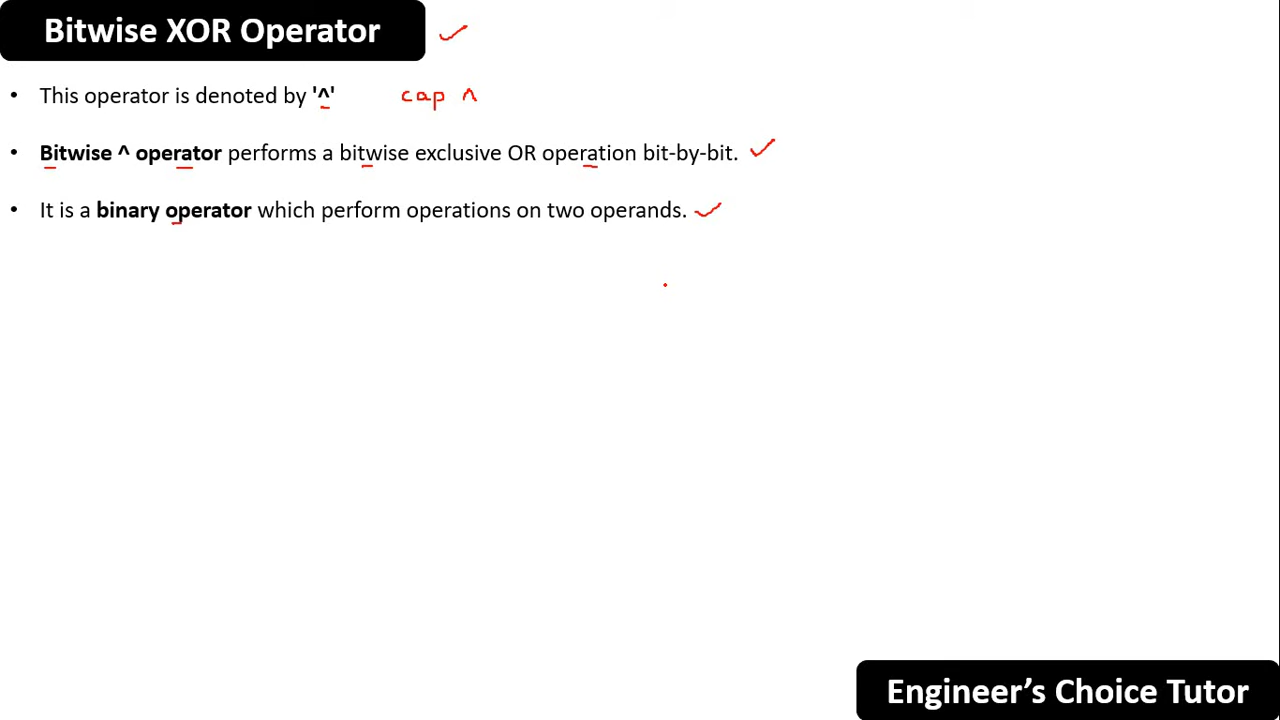 Bitwise XOR Operator
• This operator is denoted by '^' cap ^
• Bitwise ^ operator performs a bitwise exclusive OR operation bit-by-bit.
• It is a binary operator which perform operations on two operands.
Engineer’s Choice Tutor